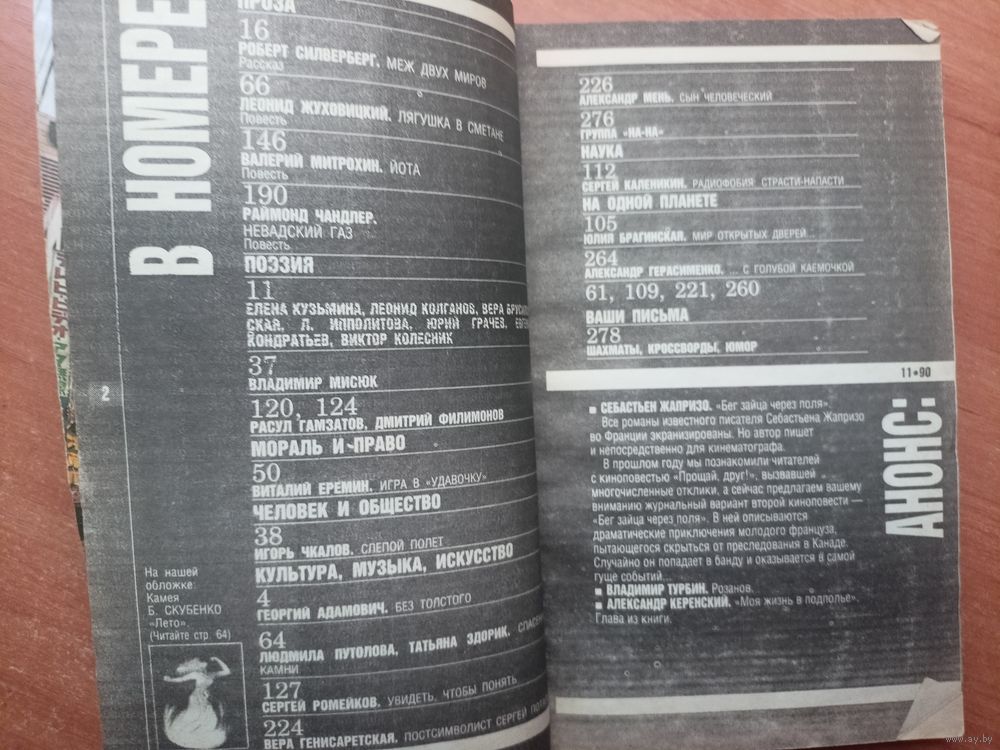 В НОМЕРЕ
ПРОЗА
16
РОБЕРТ СИЛВЕРБЕРГ. МЕЖ ДВУХ МИРОВ
Рассказ
66
ЛЕОНИД ЖУХОВИЦКИЙ. ЛЯГУШКА В СМЕТАНЕ
Повесть
146
ВАЛЕРИЙ МИТРОХИН. ЙОТА
Повесть
190
РАЙМОНД ЧАНДЛЕР.
НЕВАДСКИЙ ГАЗ
Повесть
ПОЭЗИЯ
11
ЕЛЕНА КУЗЬМИНА, ЛЕОНИД КОЛГАНОВ, ВЕРА
СКАЯ, Л. ИППОЛИТОВА, ЮРИЙ ГРАЧЕВ,
КОНДРАТЬЕВ, ВИКТОР КОЛЕСНИК
37
ВЛАДИМИР МИСЮК
120, 124
РАСУЛ ГАМЗАТОВ, ДМИТРИЙ ФИЛИМОНОВ
МОРАЛЬ И ПРАВО
50
ВИТАЛИЙ ЕРЕМИН. ИГРА В «УДАВОЧКУ»
ЧЕЛОВЕК И ОБЩЕСТВО
38
ИГОРЬ ЧКАЛОВ. СЛЕПОЙ ПОЛЕТ
КУЛЬТУРА, МУЗЫКА, ИСКУССТВО
4
ГЕОРГИЙ АДАМОВИЧ. БЕЗ ТОЛСТОГО
64
ЛЮДМИЛА ПУТОЛОВА, ТАТЬЯНА ЗДОРИК.
КАМНИ
127
СЕРГЕЙ РОМЕЙКОВ. УВИДЕТЬ, ЧТОБЫ ПОНЯТЬ
224
ВЕРА ГЕНИСАРЕТСКАЯ. ПОСТСИМВОЛИСТ СЕРГЕЙ
2
На нашей
обложке:
Камея
Б. СКУБЕНКО
«Лето».
(Читайте стр 64)
226
АЛЕКСАНДР МЕНЬ. СЫН ЧЕЛОВЕЧЕСКИЙ
276
ГРУППА «НА-НА»
НАУКА
112
СЕРГЕЙ КАЛЕНИКИН. РАДИОФОБИЯ СТРАСТИ-НАПАСТИ
НА ОДНОЙ ПЛАНЕТЕ
105
ЮЛИЯ БРАГИНСКАЯ. МИР ОТКРЫТЫХ ДВЕРЕЙ...
264
АЛЕКСАНДР ГЕРАСИМЕНКО. ... С ГОЛУБОЙ КАЕМОЧКОЙ
61, 109, 221, 260
ВАШИ ПИСЬМА
278
ШАХМАТЫ, КРОССВОРДЫ, ЮМОР
11•90
АНОНС:
■ СЕБАСТЬЕН ЖАПРИЗО. «Бег зайца через поля».
Все романы известного писателя Себастьена Жапризо
во Франции экранизированы. Но автор пишет
и непосредственно для кинематографа.
В прошлом году мы познакомили читателей
с киноповестью «Прощай, друг!», вызвавшей
многочисленные отклики, а сейчас предлагаем вашему
вниманию журнальный вариант второй киноповести —
«Бег зайца через поля». В ней описываются
драматические приключения молодого француза,
пытающегося скрыться от преследования в Канаде.
Случайно он попадает в банду и оказывается в самой
гуще событий...
■ ВЛАДИМИР ТУРБИН. Розанов.
■ АЛЕКСАНДР КЕРЕНСКИЙ. «Моя жизнь в подполье».
Глава из книги.
www.ay.by